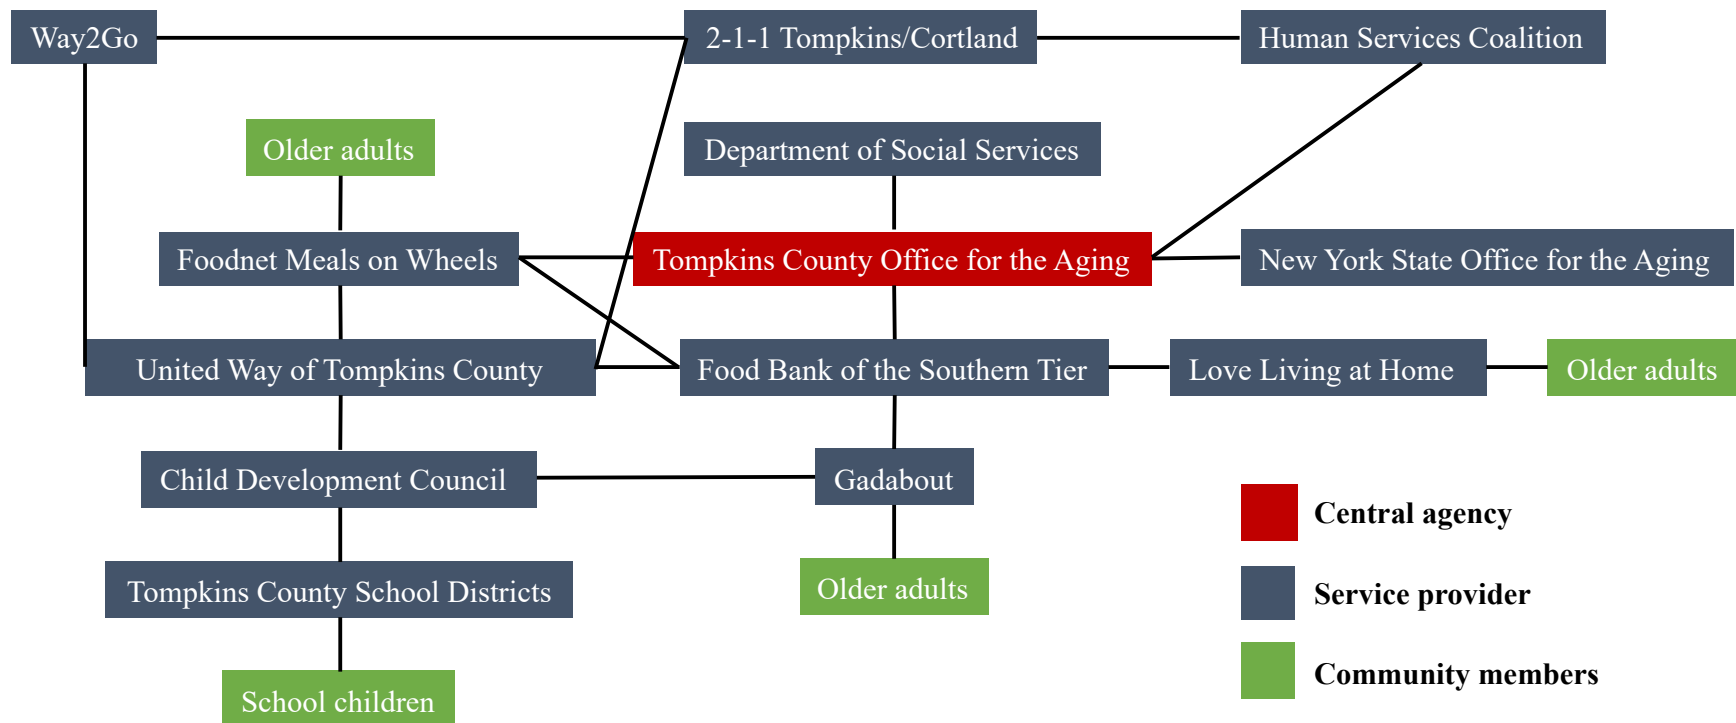 Way2Go
2-1-1 Tompkins/Cortland
Human Services Coalition
Older adults
Department of Social Services
Foodnet Meals on Wheels
Tompkins County Office for the Aging
New York State Office for the Aging
United Way of Tompkins County
Food Bank of the Southern Tier
Love Living at Home
Older adults
Child Development Council
Gadabout
Central agency
Tompkins County School Districts
Older adults
Service provider
School children
Community members